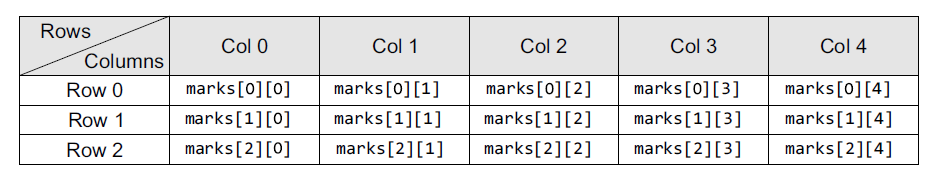 Rows
Columns Col 0 Col 1 Col 2 Col 3 Col 4
Row 0 marks[0][0] marks[0][1] marks[0][2] marks[0][3] marks[0][4]
Row 1 marks[1][0] marks[1][1] marks[1][2] marks[1][3] marks[1][4]
Row 2 marks[2][0] marks[2][1] marks[2][2] marks[2][3] marks[2][4]